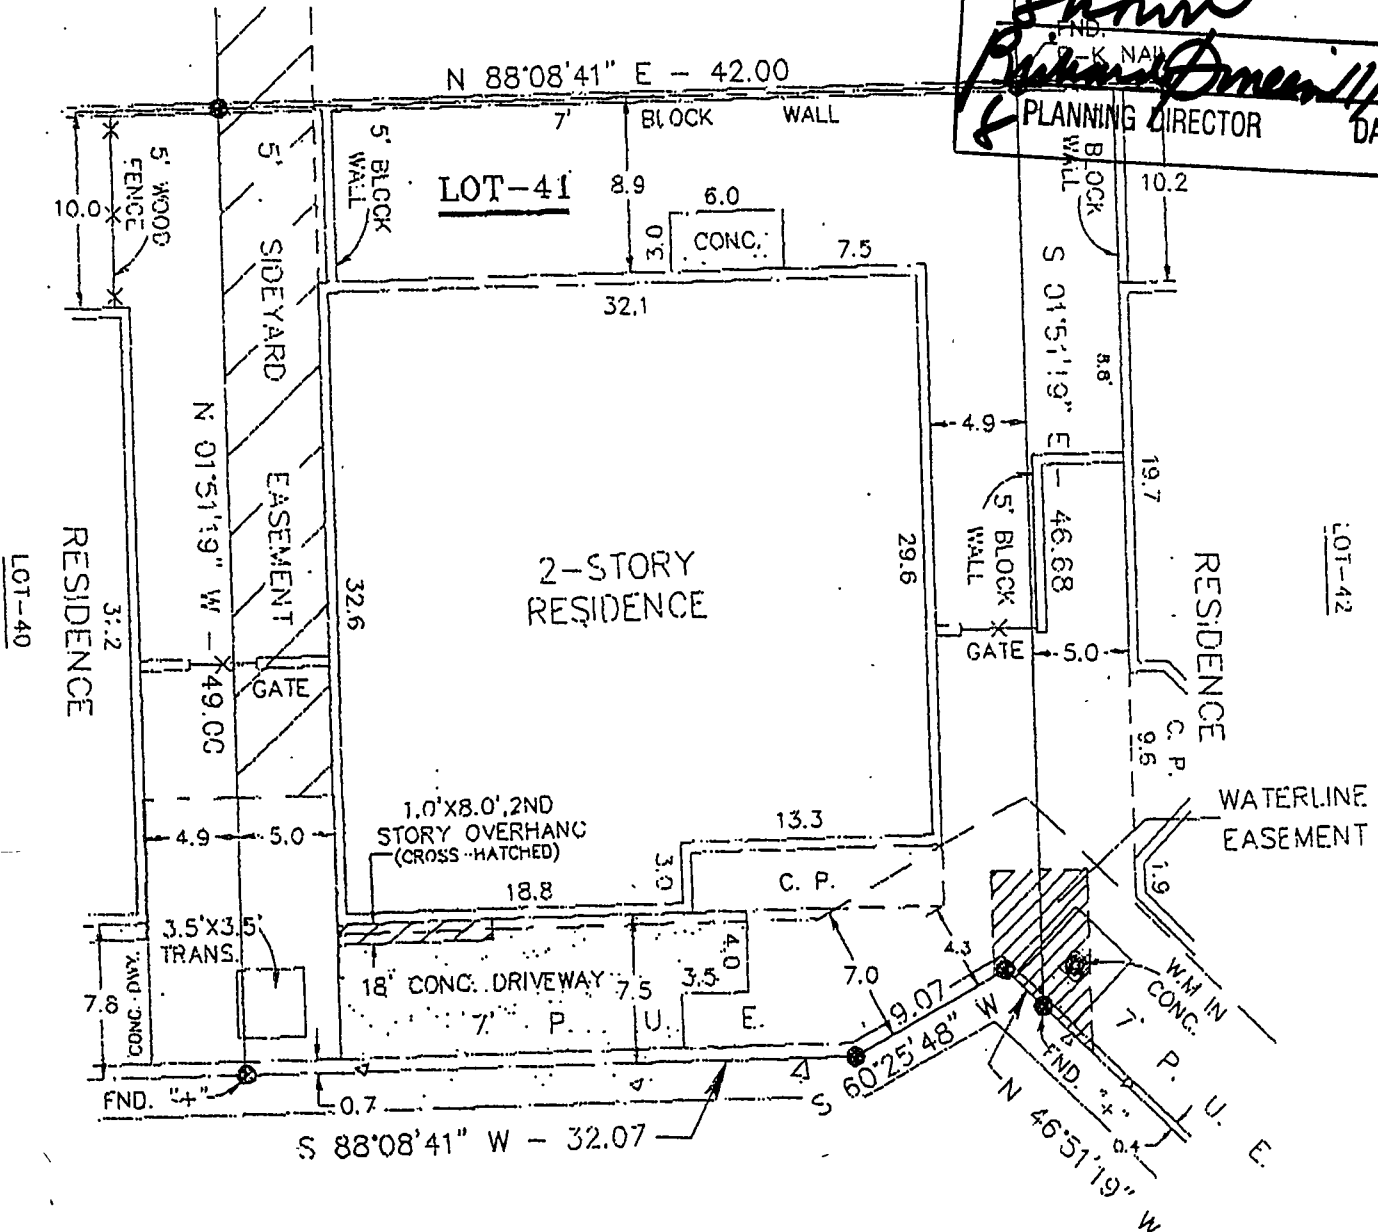 FND.
P-K NAIL
PLANNING DIRECTOR
N 88°08'41" E - 42.00
7' BLOCK WALL
5' BLOCK
WALL
LOT-41
8.9
6.0
CONC.
3.0
7.5
32.1
5' WOOD
FENCE
10.0
5' SIDEYARD EASEMENT
BLOCK
WALL
10.2
S 01°51'19" E - 46.68
8.8'
4.9
19.7
N 01°51'19" W - 49.00
2-STORY
RESIDENCE
32.6
29.6
5' BLOCK
WALL
GATE
5.0
RESIDENCE
LOT-40
31.2
GATE
RESIDENCE
LOT-42
C. P.
9.6
WATERLINE
EASEMENT
1.9
4.9
5.0
1.0'X8.0', 2ND
STORY OVERHANG
(CROSS-HATCHED)
13.3
3.0
C. P.
18.8
3.5'X3.5'
TRANS.
18' CONC. DRIVEWAY
7.5
3.5
4.0
7.0
4.3
7' P. U. E.
7.8
CONC. DWY.
W.M IN
CONC.
7' P. U. E.
S 60°25'48" W
9.07
FND. "+"
0.7
S 88°08'41" W - 32.07
FND. "x"
N 46°51'19" W
0.4